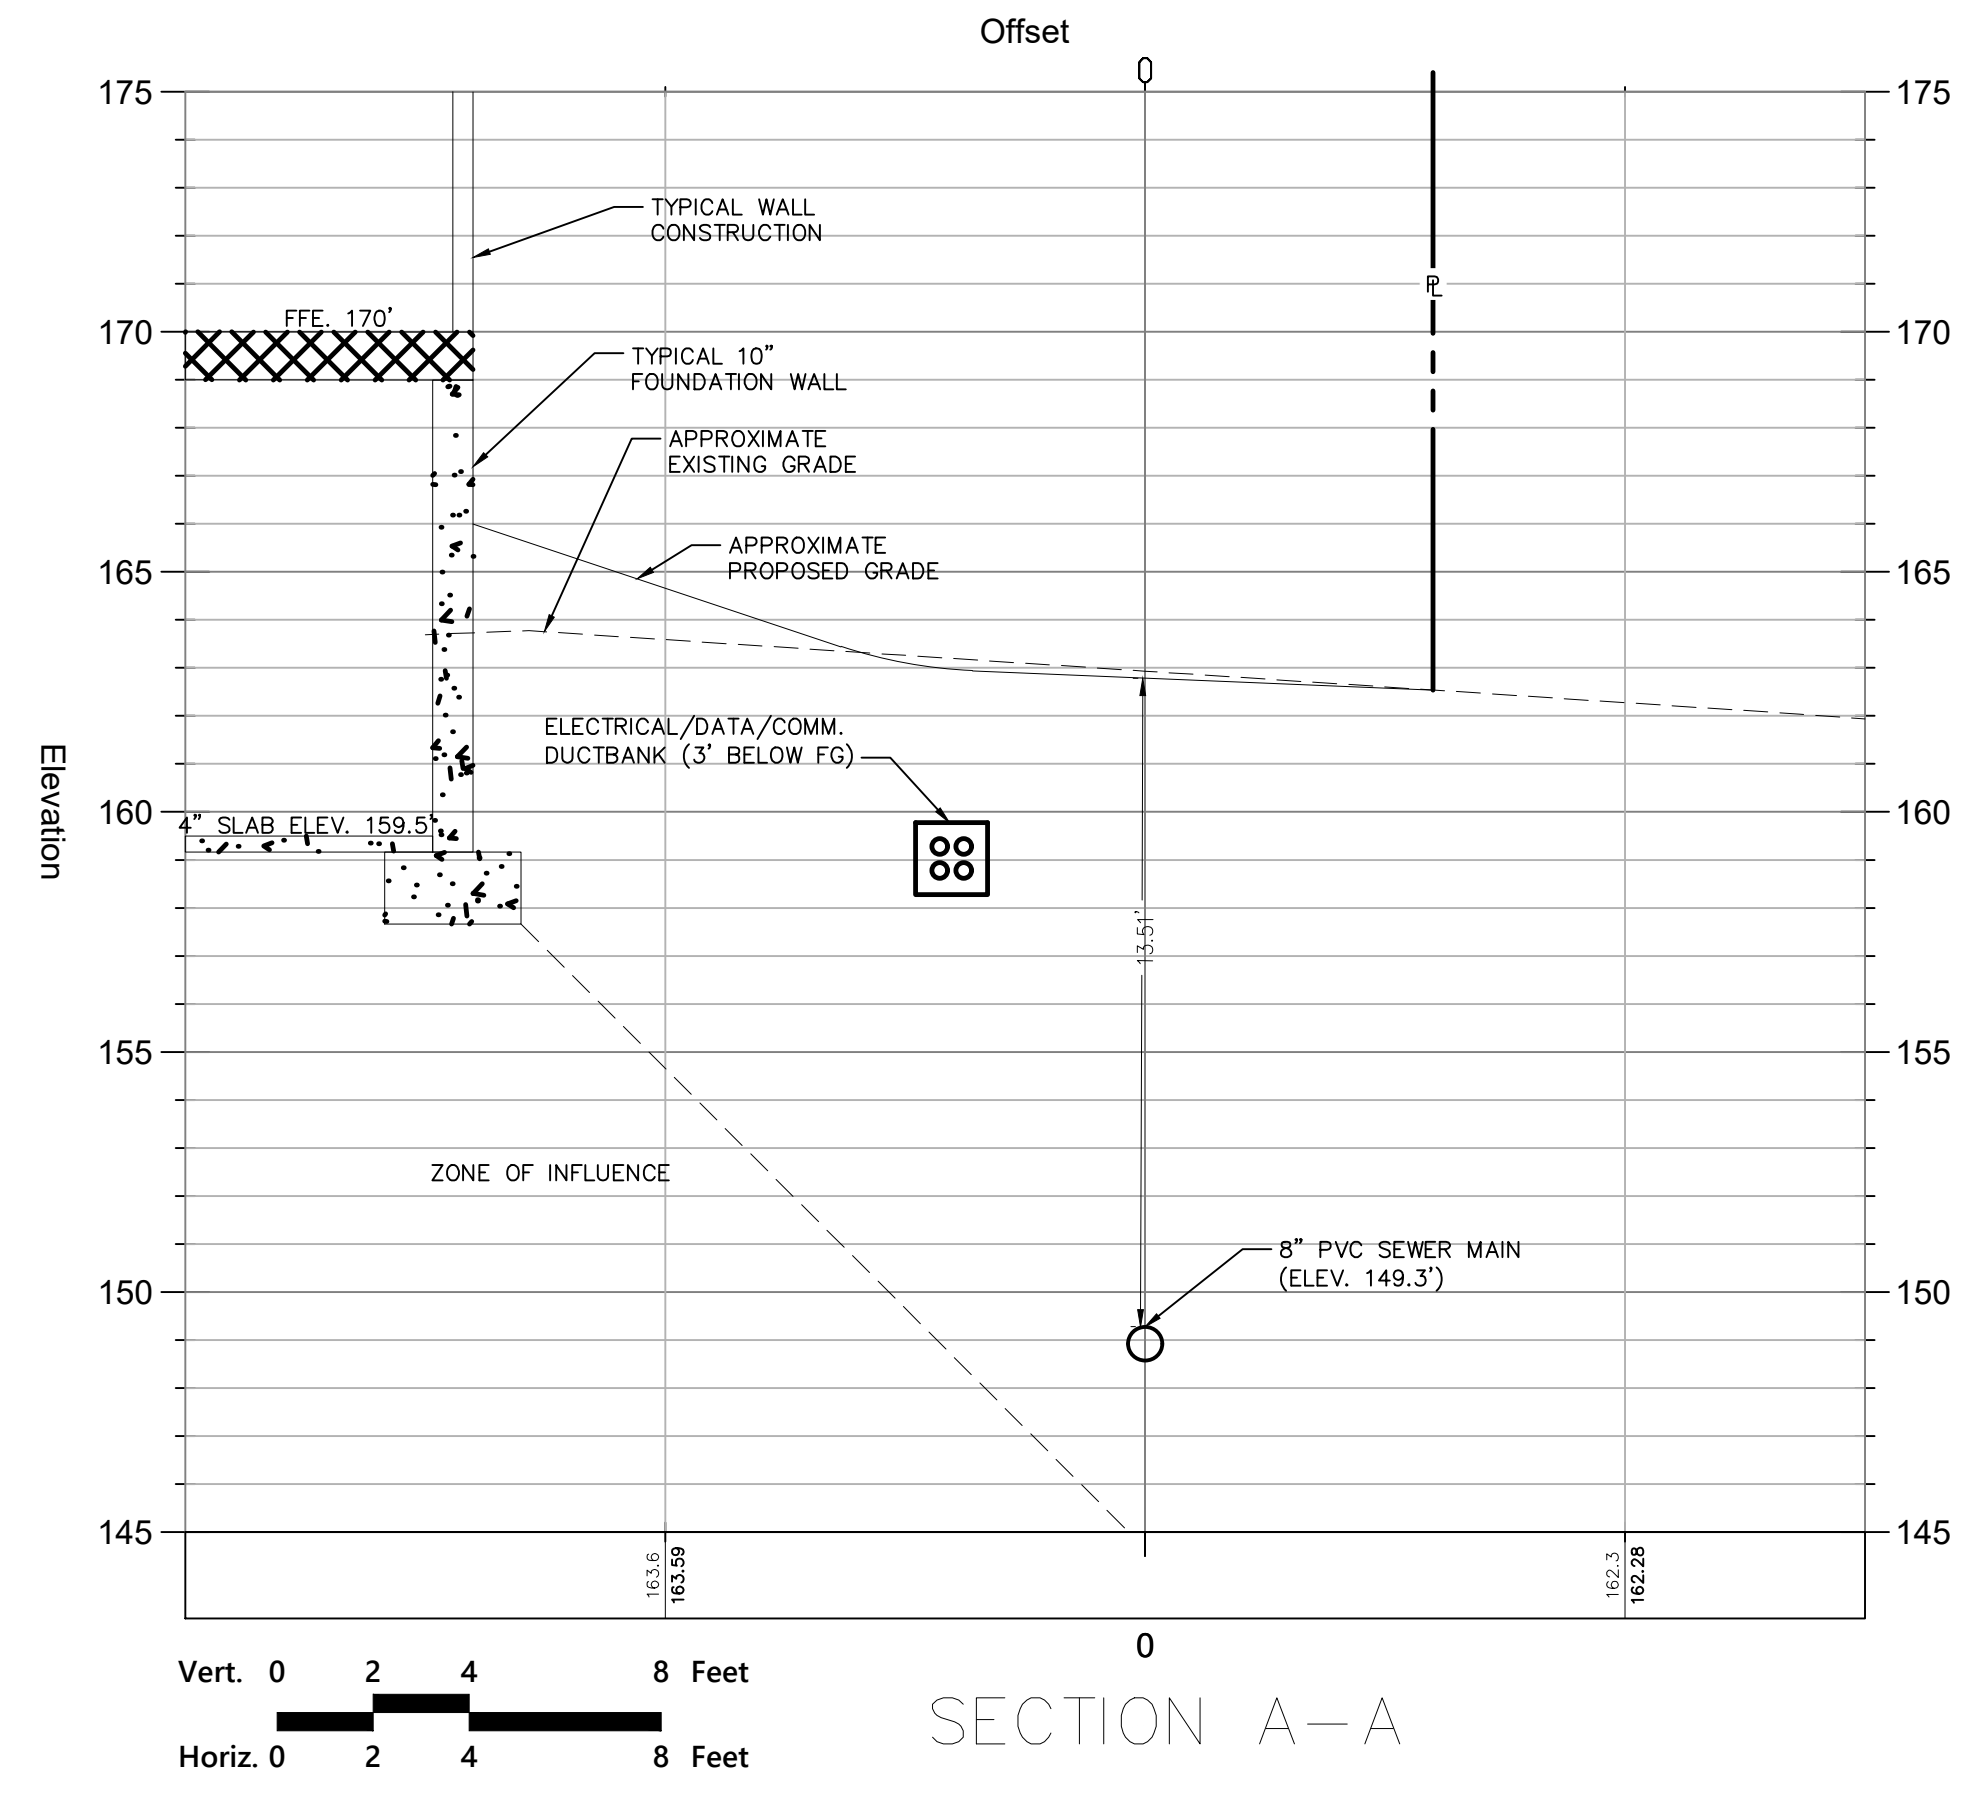 Offset
0
175
175
TYPICAL WALL
CONSTRUCTION
PL
FFE. 170'
170
170
TYPICAL 10"
FOUNDATION WALL
APPROXIMATE
EXISTING GRADE
APPROXIMATE
PROPOSED GRADE
165
165
ELECTRICAL/DATA/COMM.
DUCTBANK (3' BELOW FG)
Elevation
160
160
4" SLAB ELEV. 159.5'
13.51'
155
155
ZONE OF INFLUENCE
8" PVC SEWER MAIN
(ELEV. 149.3')
150
150
145
145
163.6
163.59
162.3
162.28
0
Vert. 0 2 4 8 Feet
Horiz. 0 2 4 8 Feet
SECTION A-A